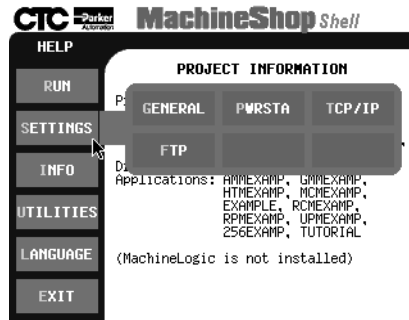 CTC Parker Automation MachineShop Shell
HELP
PROJECT INFORMATION
RUN
GENERAL PWRSTA TCP/IP
SETTINGS
FTP
INFO
Applications: AMMEXAMP, GMMEXAMP,
HTMEXAMP, MCMEXAMP,
EXAMPLE, RCMEXAMP,
UTILITIES
RPMEXAMP, UPMEXAMP,
256EXAMP, TUTORIAL
LANGUAGE
(MachineLogic is not installed)
EXIT